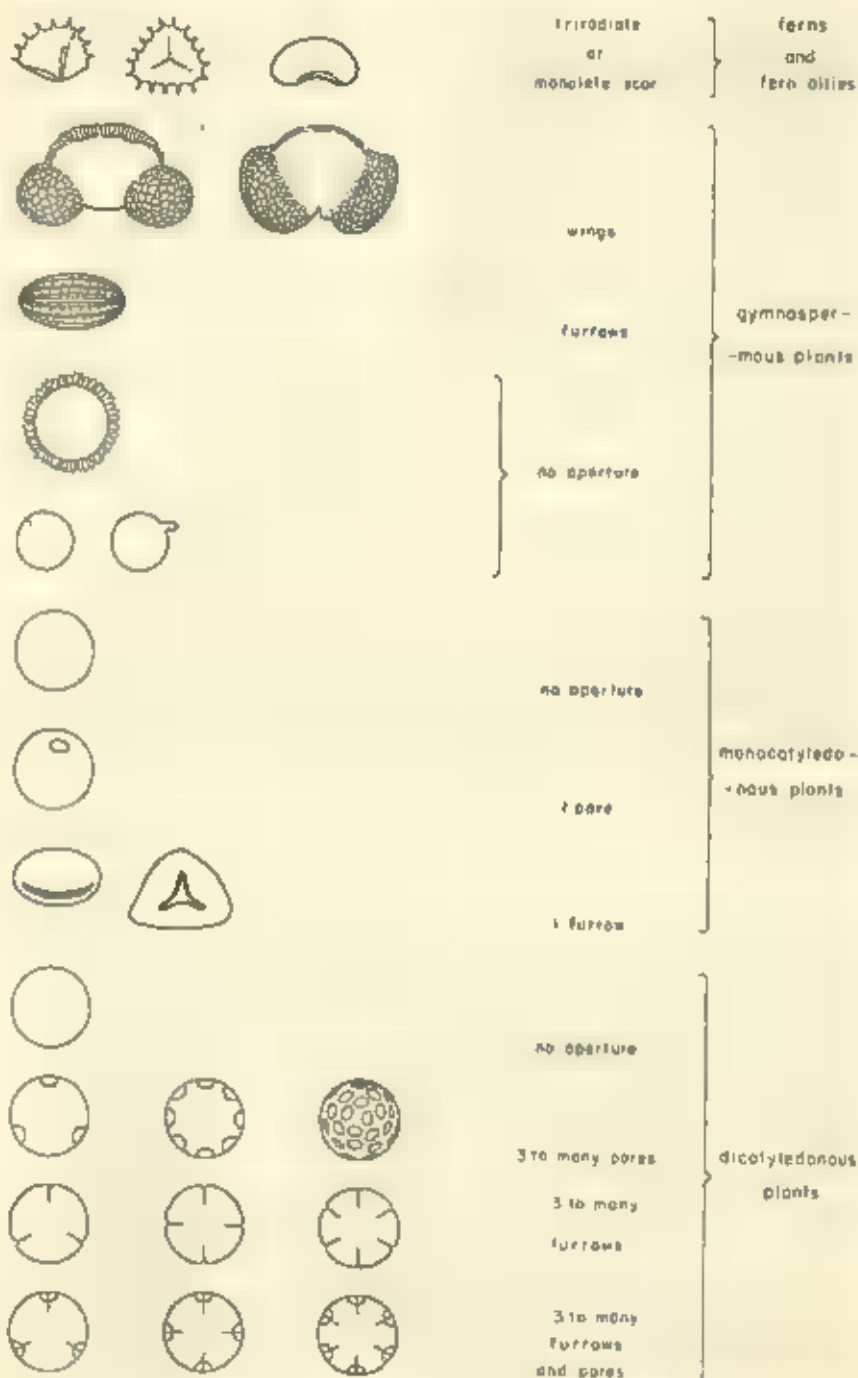 triradiate
or
monolete scar
ferns
and
fern allies
wings
furrows
gymnosper-
-mous plants
no aperture
no aperture
monocotyledo-
-nous plants
1 pore
1 furrow
no aperture
3 to many pores
dicotyledonous
plants
3 to many
furrows
3 to many
furrows
and pores